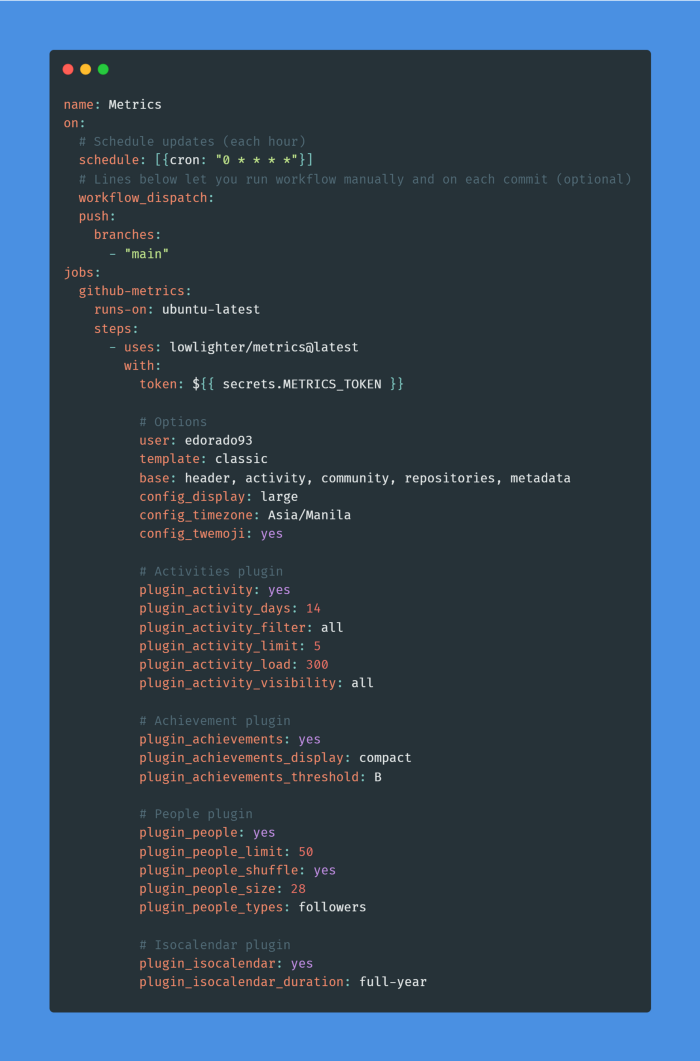 name: Metrics
on:
  # Schedule updates (each hour)
  schedule: [{cron: "0 * * * *"}]
  # Lines below let you run workflow manually and on each commit (optional)
  workflow_dispatch:
  push:
    branches:
      - "main"
jobs:
  github-metrics:
    runs-on: ubuntu-latest
    steps:
      - uses: lowlighter/metrics@latest
        with:
          token: ${{ secrets.METRICS_TOKEN }}

          # Options
          user: edorado93
          template: classic
          base: header, activity, community, repositories, metadata
          config_display: large
          config_timezone: Asia/Manila
          config_twemoji: yes

          # Activities plugin
          plugin_activity: yes
          plugin_activity_days: 14
          plugin_activity_filter: all
          plugin_activity_limit: 5
          plugin_activity_load: 300
          plugin_activity_visibility: all

          # Achievement plugin
          plugin_achievements: yes
          plugin_achievements_display: compact
          plugin_achievements_threshold: B

          # People plugin
          plugin_people: yes
          plugin_people_limit: 50
          plugin_people_shuffle: yes
          plugin_people_size: 28
          plugin_people_types: followers

          # Isocalendar plugin
          plugin_isocalendar: yes
          plugin_isocalendar_duration: full-year